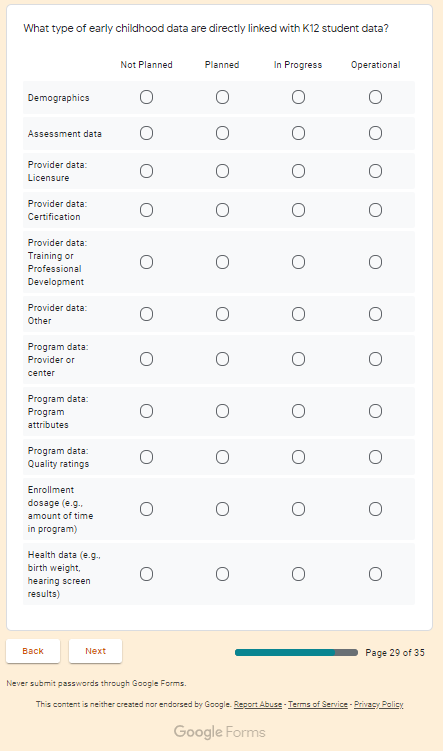 What type of early childhood data are directly linked with K12 student data?
Not Planned Planned In Progress Operational
Demographics
Assessment data
Provider data:
Licensure
Provider data:
Certification
Provider data:
Training or
Professional
Development
Provider data:
Other
Program data:
Provider or
center
Program data:
Program
attributes
Program data:
Quality ratings
Enrollment
dosage (e.g.,
amount of time
in program)
Health data (e.g.,
birth weight,
hearing screen
results)
Back Next Page 29 of 35
Never submit passwords through Google Forms.
This content is neither created nor endorsed by Google. Report Abuse - Terms of Service - Privacy Policy
Google Forms